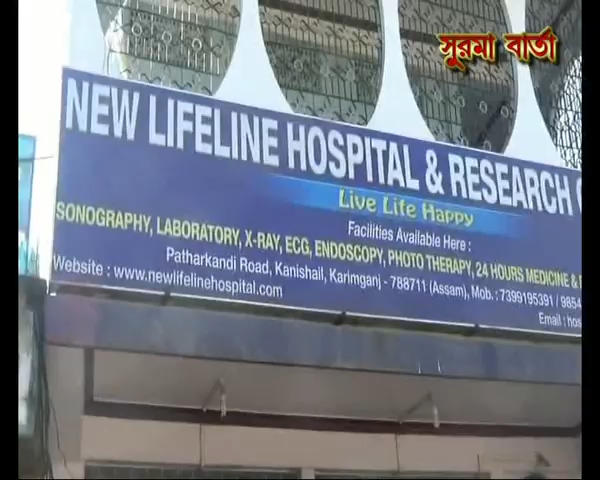 সুরমা বার্তা
NEW LIFELINE HOSPITAL & RESEARCH
Live Life Happy
Facilities Available Here :
SONOGRAPHY, LABORATORY, X-RAY, ECG, ENDOSCOPY, PHOTO THERAPY, 24 HOURS MEDICINE &
Patharkandi Road, Kanishail, Karimganj - 788711 (Assam), Mob. : 7399195391 / 9854
Website : www.newlifelinehospital.com
Email : hos